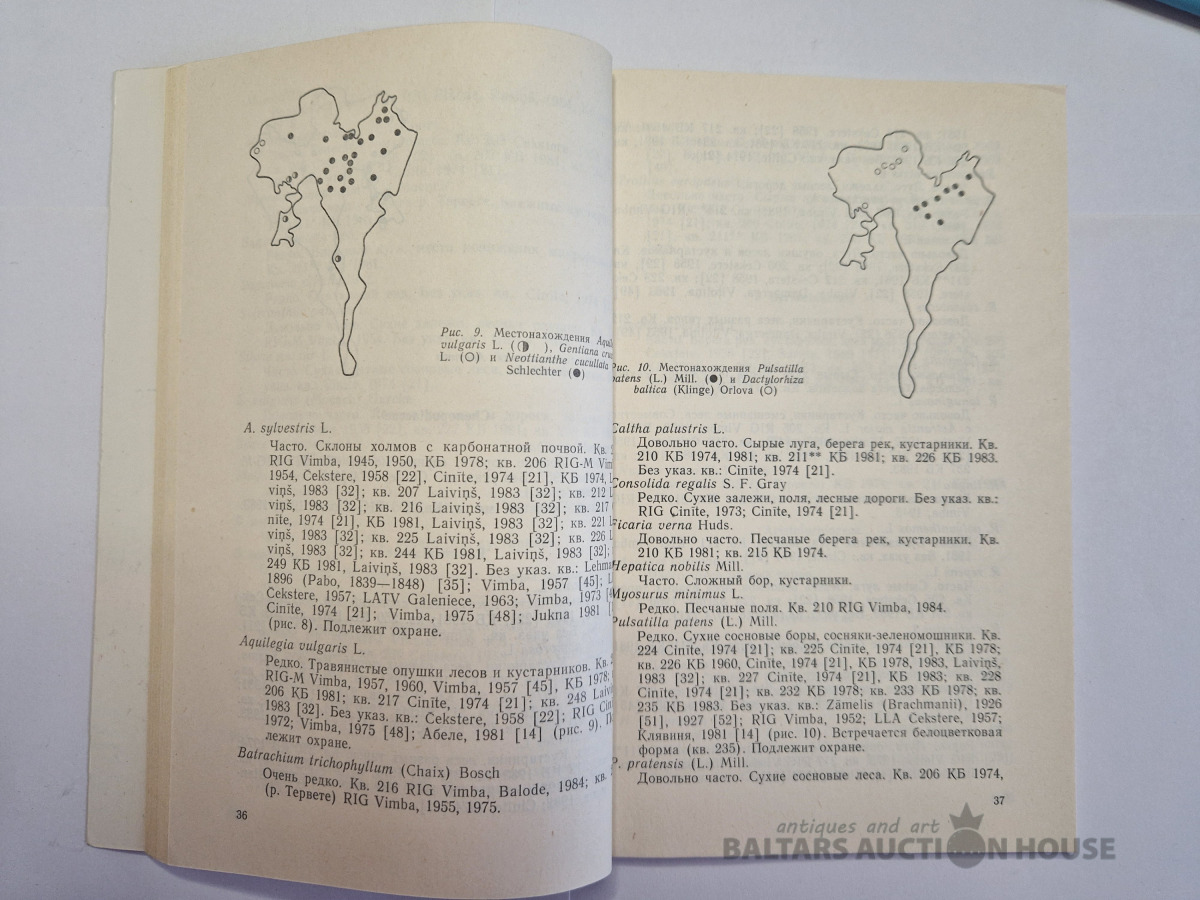 Рис. 9. Местонахождения
vulgaris L. (◑ ), Gentiana
L. (○) и Neottianthe cucullata
Schlechter (●)
A. sylvestris L.
Часто. Склоны холмов с карбонатной почвой. Кв.
RIG Vimba, 1945, 1950, КБ 1978; кв. 206 RIG-M
1954, Cekstere, 1958 [22], Cinīte, 1974 [21], КБ 1974,
viņš, 1983 [32]; кв. 207 Laiviņš, 1983 [32]; кв. 212
viņš, 1983 [32]; кв. 216 Laiviņš, 1983 [32]; кв. 217
nīte, 1974 [21], КБ 1981, Laiviņš, 1983 [32]; кв. 221
viņš, 1983 [32]; кв. 225 Laiviņš, 1983 [32]; кв. 226
viņš, 1983 [32]; кв. 244 КБ 1981, Laiviņš, 1983 [32];
249 КБ 1981, Laiviņš, 1983 [32]. Без указ. кв.:
1896 (Pabo, 1839—1848) [35]; Vimba, 1957 [45];
Cekstere, 1957; LATV Galeniece, 1963; Vimba, 1973
Cinīte, 1974 [21]; Vimba, 1975 [48]; Jukna 1981
(рис. 8). Подлежит охране.
Aquilegia vulgaris L.
Редко. Травянистые опушки лесов и кустарников. Кв.
RIG-M Vimba, 1957, 1960, Vimba, 1957 [45], КБ 1978;
206 КБ 1981; кв. 217 Cinīte, 1974 [21]; кв. 248
1983 [32]. Без указ. кв.: Cekstere, 1958 [22]; RIG
1972; Vimba, 1975 [48]; Абеле, 1981 [14] (рис. 9).
лежит охране.
Batrachium trichophyllum (Chaix) Bosch
Очень редко. Кв. 216 RIG Vimba, Balode, 1984; кв.
(р. Тервете) RIG Vimba, 1955, 1975.
36
Рис. 10. Местонахождения Pulsatilla
patens (L.) Mill. (●) и Dactylorhiza
baltica (Klinge) Orlova (○)
Caltha palustris L.
Довольно часто. Сырые луга, берега рек, кустарники. Кв.
210 КБ 1974, 1981; кв. 211** КБ 1981; кв. 226 КБ 1983.
Без указ. кв.: Cinīte, 1974 [21].
Consolida regalis S. F. Gray
Редко. Сухие залежи, поля, лесные дороги. Без указ. кв.:
RIG Cinīte, 1973; Cinīte, 1974 [21].
Ficaria verna Huds.
Довольно часто. Песчаные берега рек, кустарники. Кв.
210 КБ 1981; кв. 215 КБ 1974.
Hepatica nobilis Mill.
Часто. Сложный бор, кустарники.
Myosurus minimus L.
Редко. Песчаные поля. Кв. 210 RIG Vimba, 1984.
Pulsatilla patens (L.) Mill.
Редко. Сухие сосновые боры, сосняки-зеленомошники. Кв.
224 Cinīte, 1974 [21]; кв. 225 Cinīte, 1974 [21], КБ 1978;
кв. 226 КБ 1960, Cinīte, 1974 [21], КБ 1978, 1983, Laiviņš,
1983 [32]; кв. 227 Cinīte, 1974 [21], КБ 1983; кв. 228
Cinīte, 1974 [21]; кв. 232 КБ 1978; кв. 233 КБ 1978; кв.
235 КБ 1983. Без указ. кв.: Zāmelis (Brachmanii), 1926
[51], 1927 [52]; RIG Vimba, 1952; LLA Cekstere, 1957;
Клявиня, 1981 [14] (рис. 10). Встречается белоцветковая
форма (кв. 235). Подлежит охране.
P. pratensis (L.) Mill.
Довольно часто. Сухие сосновые леса. Кв. 206 КБ 1974,
37
antiques and art
BALTARS AUCTION HOUSE